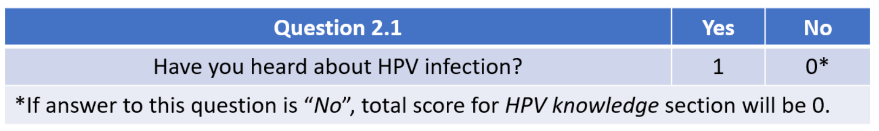 Question 2.1 Yes No
Have you heard about HPV infection? 1 0*
*If answer to this question is “No”, total score for HPV knowledge section will be 0.